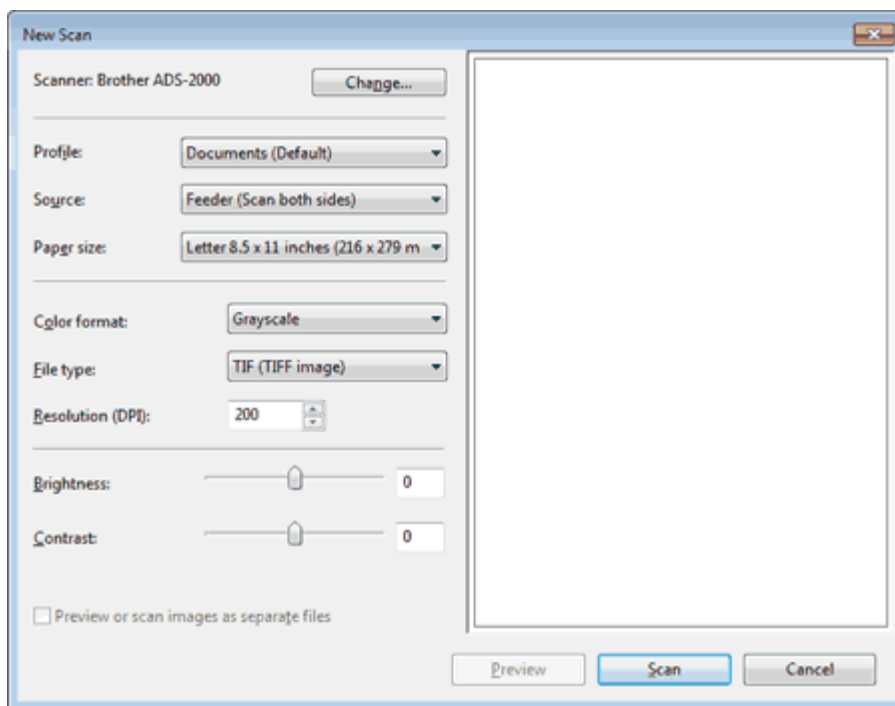 New Scan
Scanner: Brother ADS-2000
Change...
Profile:
Documents (Default)
Source:
Feeder (Scan both sides)
Paper size:
Letter 8.5 x 11 inches (216 x 279 m
Color format:
Grayscale
File type:
TIF (TIFF image)
Resolution (DPI):
200
Brightness:
0
Contrast:
0
Preview or scan images as separate files
Preview
Scan
Cancel